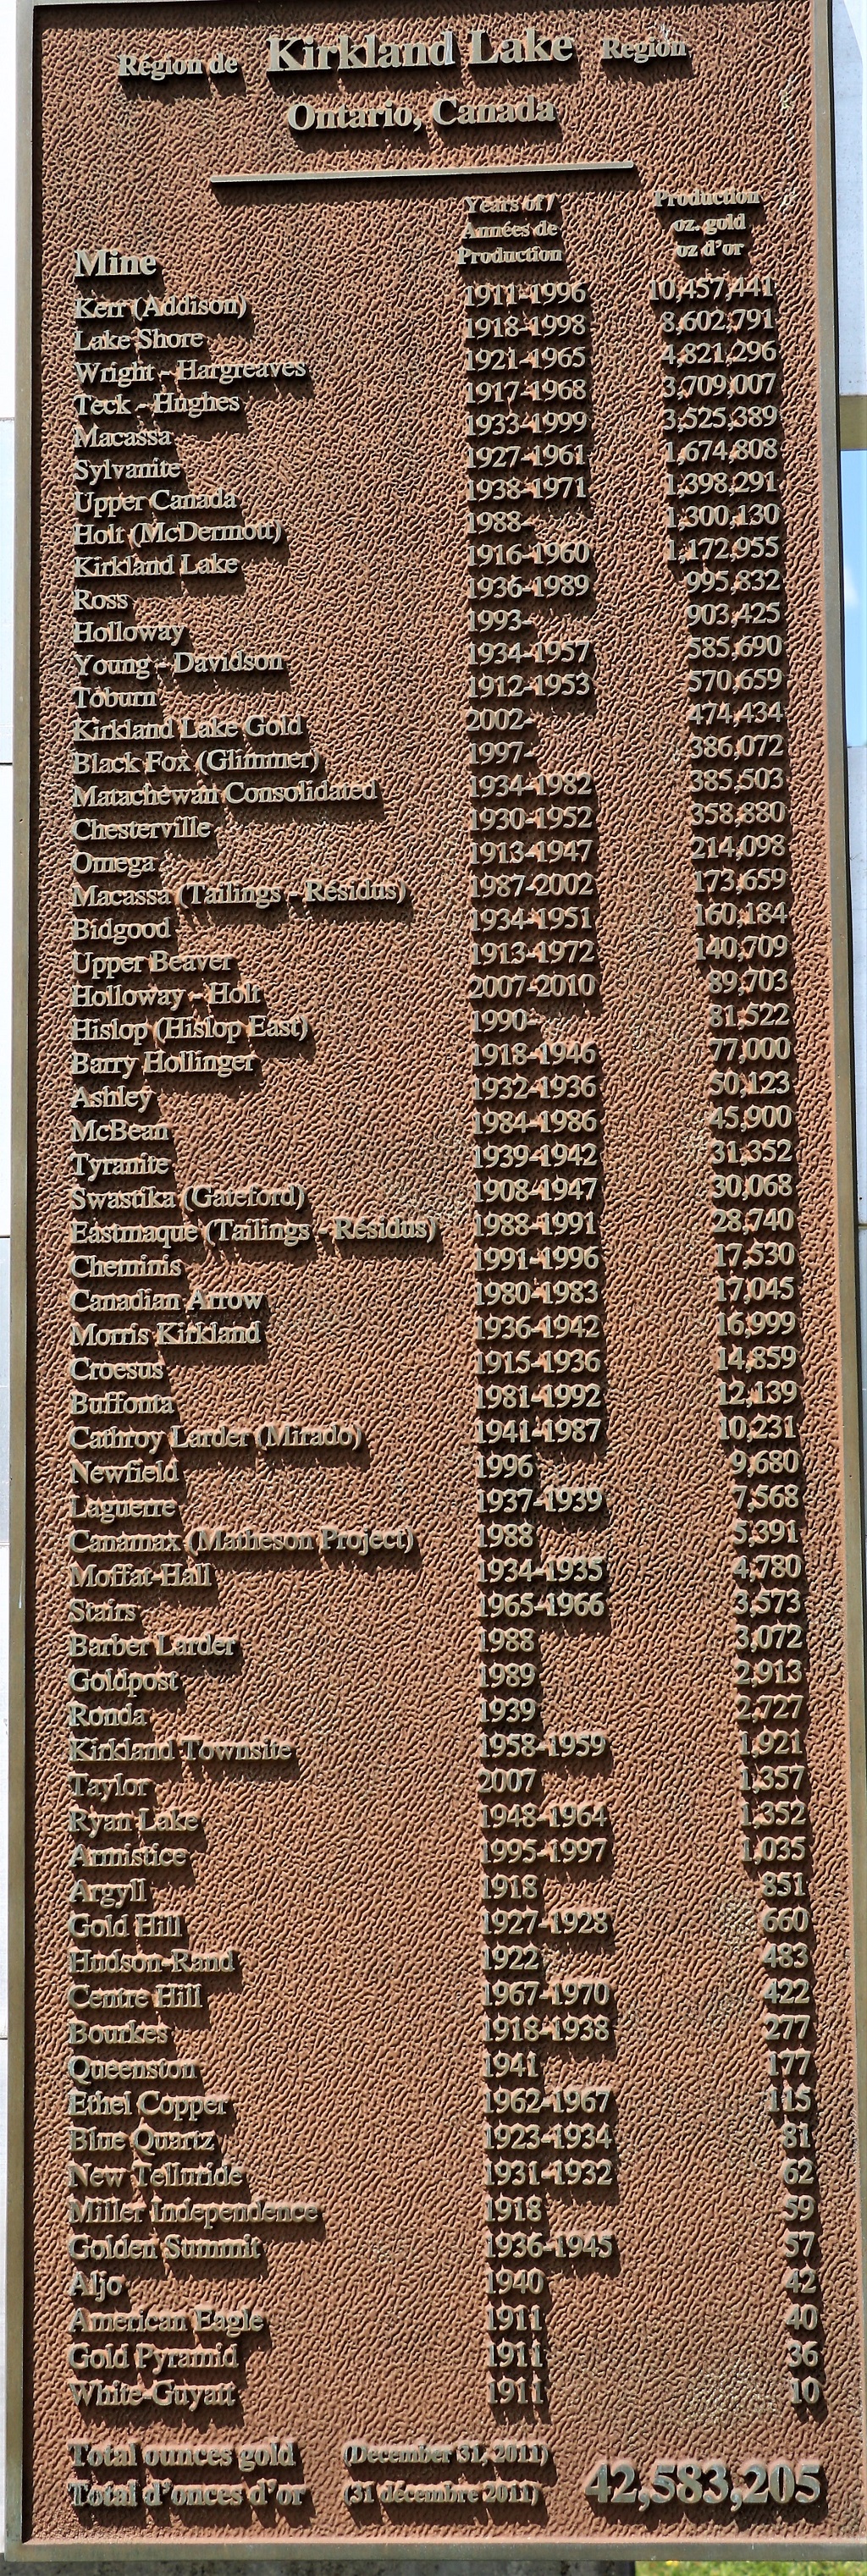 Région de Kirkland Lake Region
Ontario, Canada
Years of / Production
Années de oz. gold
Mine Production oz d'or
Kerr (Addison) 1911-1996 10,457,441
Lake Shore 1918-1998 8,602,791
Wright - Hargreaves 1921-1965 4,821,296
Teck - Hughes 1917-1968 3,709,007
Macassa 1933-1999 3,525,389
Sylvanite 1927-1961 1,674,808
Upper Canada 1938-1971 1,398,291
Holt (McDermott) 1988- 1,300,130
Kirkland Lake 1916-1960 1,172,955
Ross 1936-1989 995,832
Holloway 1993- 903,425
Young - Davidson 1934-1957 585,690
Toburn 1912-1953 570,659
Kirkland Lake Gold 2002- 474,434
Black Fox (Glimmer) 1997- 386,072
Matachewan Consolidated 1934-1982 385,503
Chesterville 1930-1952 358,880
Omega 1913-1947 214,098
Macassa (Tailings - Résidus) 1987-2002 173,659
Bidgood 1934-1951 160,184
Upper Beaver 1913-1972 140,709
Holloway - Holt 2007-2010 89,703
Hislop (Hislop East) 1990- 81,522
Barry Hollinger 1918-1946 77,000
Ashley 1932-1936 50,123
McBean 1984-1986 45,900
Tyranite 1939-1942 31,352
Swastika (Gateford) 1908-1947 30,068
Eastmaque (Tailings - Résidus) 1988-1991 28,740
Cheminis 1991-1996 17,530
Canadian Arrow 1980-1983 17,045
Morris Kirkland 1936-1942 16,999
Croesus 1915-1936 14,859
Buffonta 1981-1992 12,139
Cathroy Larder (Mirado) 1941-1987 10,231
Newfield 1996 9,680
Laguerre 1937-1939 7,568
Canamax (Matheson Project) 1988 5,391
Moffat-Hall 1934-1935 4,780
Stairs 1965-1966 3,573
Barber Larder 1988 3,072
Goldpost 1989 2,913
Ronda 1939 2,727
Kirkland Townsite 1958-1959 1,921
Taylor 2007 1,357
Ryan Lake 1948-1964 1,352
Armistice 1995-1997 1,035
Argyll 1918 851
Gold Hill 1927-1928 660
Hudson-Rand 1922 483
Centre Hill 1967-1970 422
Bourkes 1918-1938 277
Queenston 1941 177
Ethel Copper 1962-1967 115
Blue Quartz 1923-1934 81
New Telluride 1931-1932 62
Miller Independence 1918 59
Golden Summit 1936-1945 57
Aljo 1940 42
American Eagle 1911 40
Gold Pyramid 1911 36
White-Guyatt 1911 10
Total ounces gold (December 31, 2011)
Total d'onces d'or (31 décembre 2011) 42,583,205